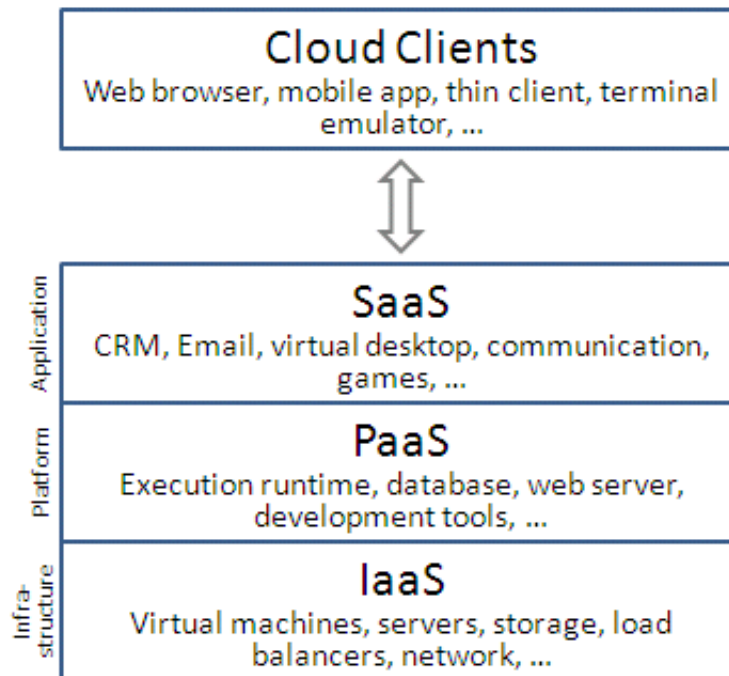 Cloud Clients
Web browser, mobile app, thin client, terminal
emulator, ...
Application
SaaS
CRM, Email, virtual desktop, communication,
games, ...
Platform
PaaS
Execution runtime, database, web server,
development tools, ...
Infra-
structure
IaaS
Virtual machines, servers, storage, load
balancers, network, ...